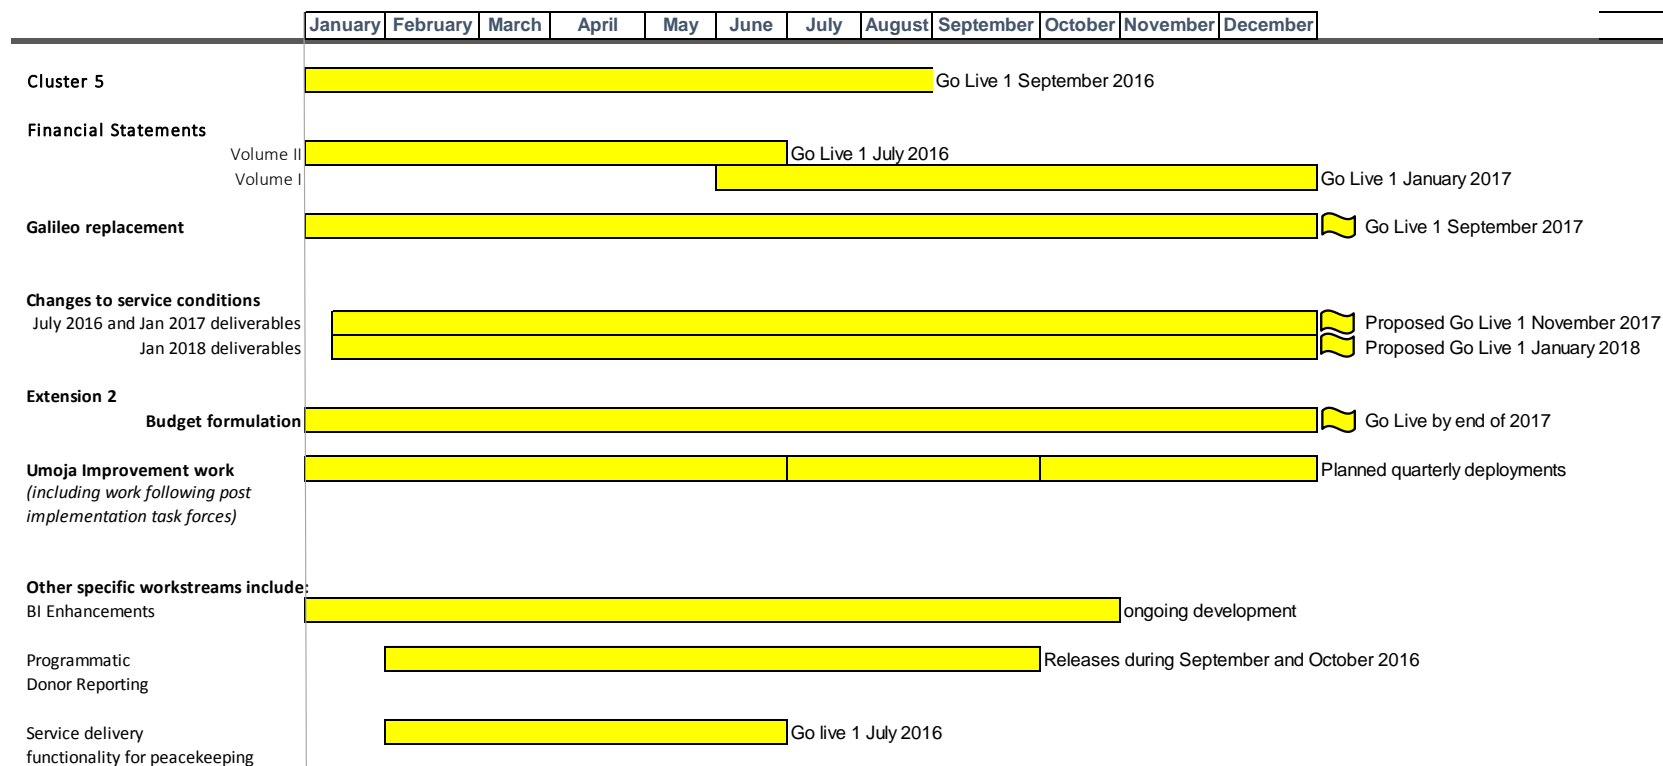 January February March April May June July August September October November December
Cluster 5 Go Live 1 September 2016
Financial Statements
Volume II Go Live 1 July 2016
Volume I Go Live 1 January 2017
Galileo replacement Go Live 1 September 2017
Changes to service conditions
July 2016 and Jan 2017 deliverables Proposed Go Live 1 November 2017
Jan 2018 deliverables Proposed Go Live 1 January 2018
Extension 2
Budget formulation Go Live by end of 2017
Umoja Improvement work Planned quarterly deployments
(including work following post
implementation task forces)
Other specific workstreams include:
BI Enhancements ongoing development
Programmatic Releases during September and October 2016
Donor Reporting
Service delivery Go live 1 July 2016
functionality for peacekeeping